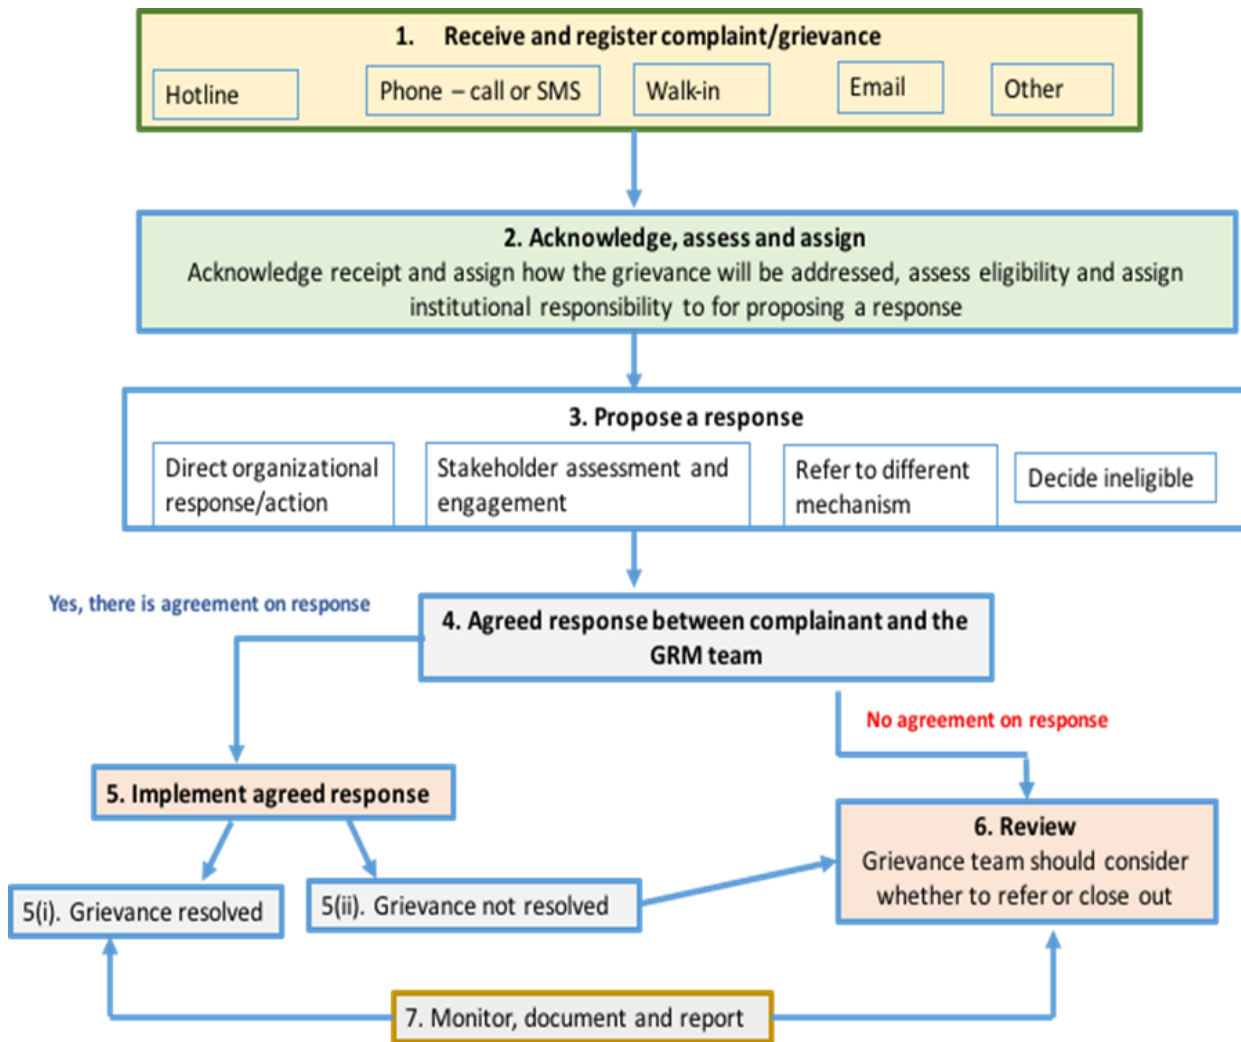 1. Receive and register complaint/grievance
Hotline
Phone – call or SMS
Walk-in
Email
Other
2. Acknowledge, assess and assign
Acknowledge receipt and assign how the grievance will be addressed, assess eligibility and assign
institutional responsibility to for proposing a response
3. Propose a response
Direct organizational
response/action
Stakeholder assessment and
engagement
Refer to different
mechanism
Decide ineligible
Yes, there is agreement on response
4. Agreed response between complainant and the
GRM team
No agreement on response
5. Implement agreed response
6. Review
Grievance team should consider
whether to refer or close out
5(i). Grievance resolved
5(ii). Grievance not resolved
7. Monitor, document and report